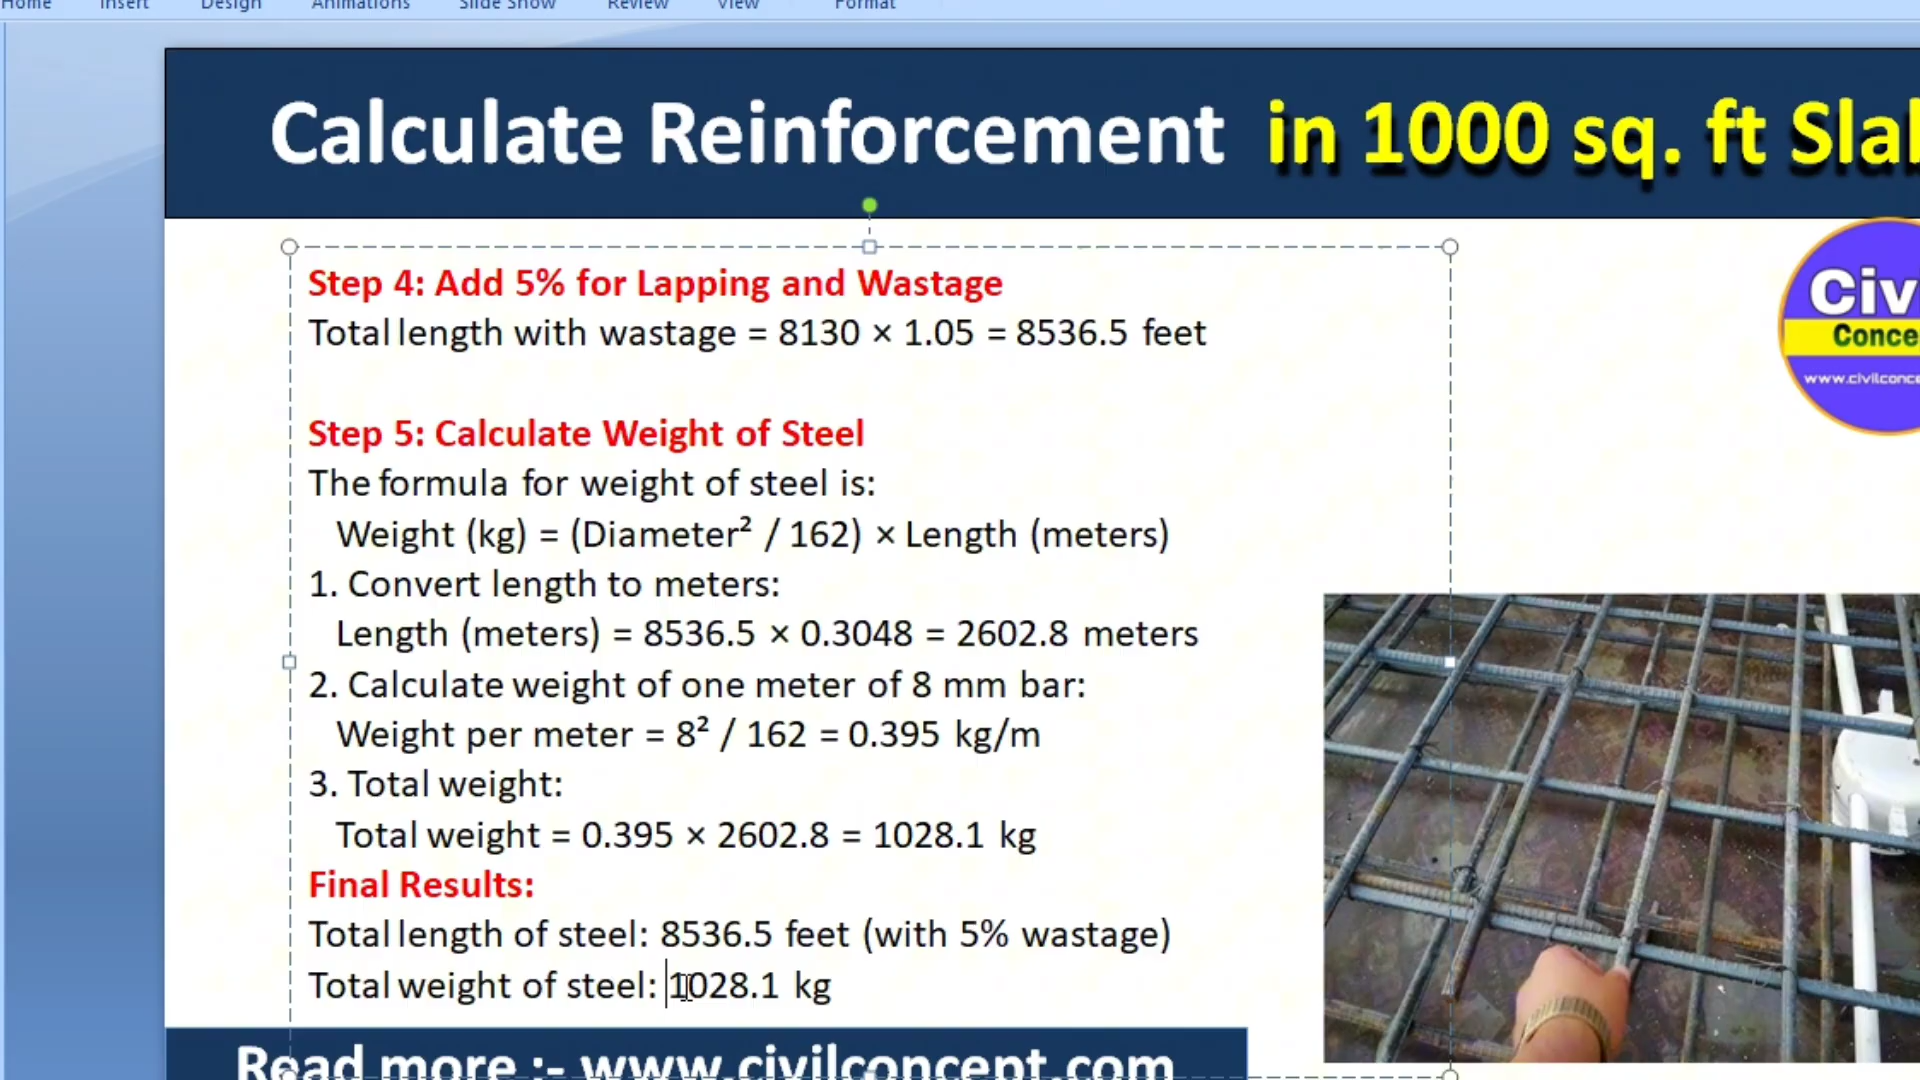 Home Insert Design Animations Slide Show Review View Format
Calculate Reinforcement in 1000 sq. ft Slab
Step 4: Add 5% for Lapping and Wastage
Total length with wastage = 8130 × 1.05 = 8536.5 feet
Step 5: Calculate Weight of Steel
The formula for weight of steel is:
Weight (kg) = (Diameter² / 162) × Length (meters)
1. Convert length to meters:
Length (meters) = 8536.5 × 0.3048 = 2602.8 meters
2. Calculate weight of one meter of 8 mm bar:
Weight per meter = 8² / 162 = 0.395 kg/m
3. Total weight:
Total weight = 0.395 × 2602.8 = 1028.1 kg
Final Results:
Total length of steel: 8536.5 feet (with 5% wastage)
Total weight of steel: 1028.1 kg
Read more :- www.civilconcept.com
Civ
Conce
www.civilconce